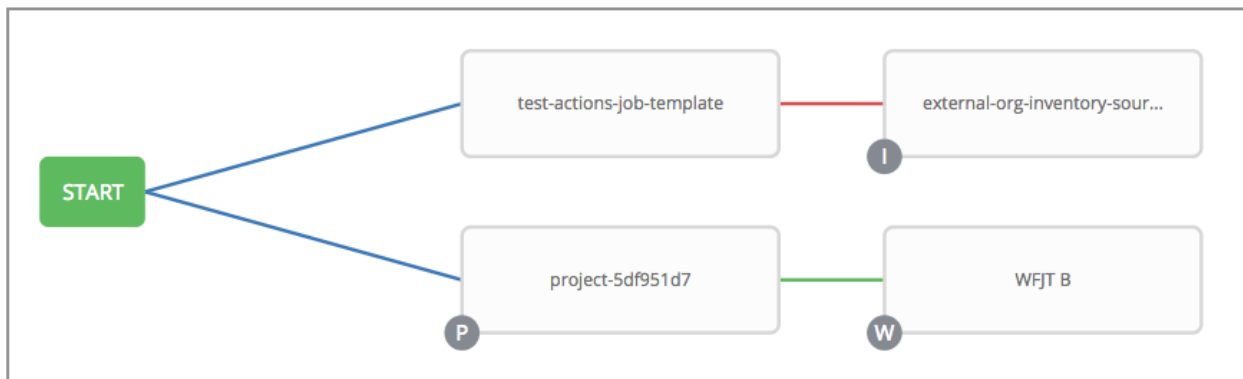 test-actions-job-template
external-org-inventory-sour...
I
START
project-5df951d7
WFJT B
P
W